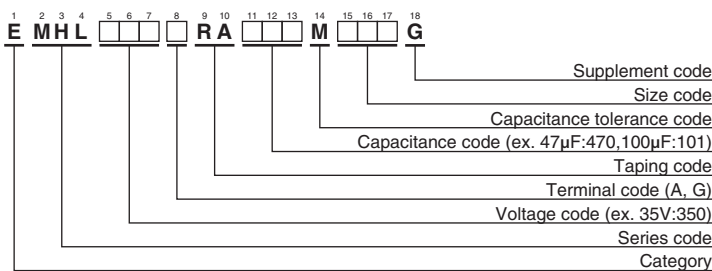 1 2 3 4 5 6 7 8 9 10 11 12 13 14 15 16 17 18
E MHL □□□ □ RA □□□ M □□□ G
Supplement code
Size code
Capacitance tolerance code
Capacitance code (ex. 47µF:470,100µF:101)
Taping code
Terminal code (A, G)
Voltage code (ex. 35V:350)
Series code
Category